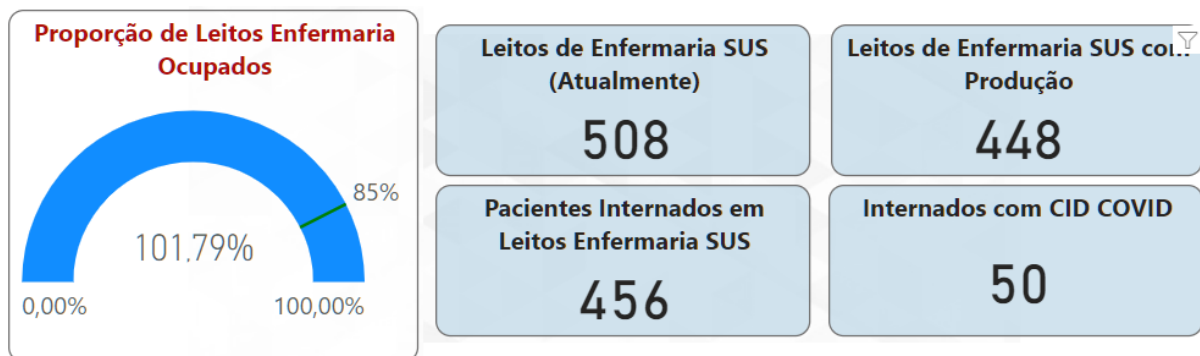 Proporção de Leitos Enfermaria
Ocupados
85%
101,79%
0,00%
100,00%
Leitos de Enfermaria SUS
(Atualmente)
508
Leitos de Enfermaria SUS com
Produção
448
Pacientes Internados em
Leitos Enfermaria SUS
456
Internados com CID COVID
50